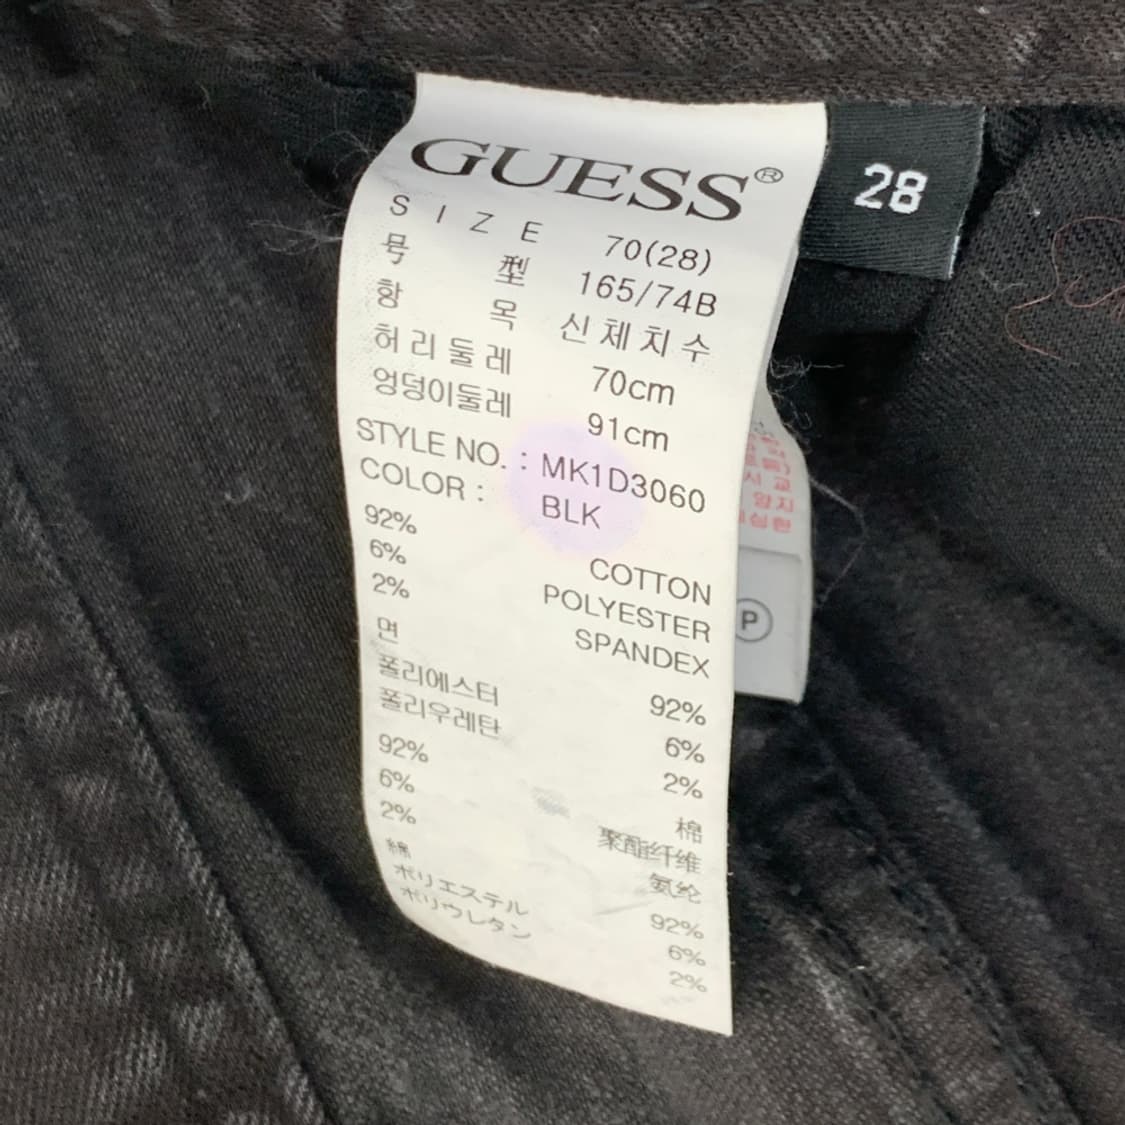 GUESS®
28
SIZE 70(28)
号型 165/74B
항목 신체치수
허리둘레 70cm
엉덩이둘레 91cm
STYLE NO. : MK1D3060
COLOR : BLK
92% COTTON
6% POLYESTER
2% SPANDEX
면 92%
폴리에스터 6%
폴리우레탄 2%
92% 棉
6% 聚酯纤维
2% 氨纶
綿 92%
ポリエステル 6%
ポリウレタン 2%
P